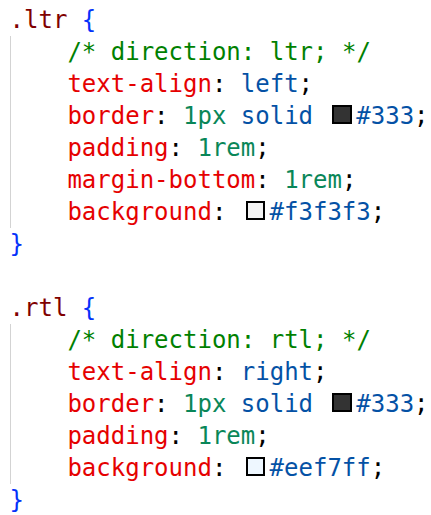 .ltr {
    /* direction: ltr; */
    text-align: left;
    border: 1px solid #333;
    padding: 1rem;
    margin-bottom: 1rem;
    background: #f3f3f3;
}

.rtl {
    /* direction: rtl; */
    text-align: right;
    border: 1px solid #333;
    padding: 1rem;
    background: #eef7ff;
}